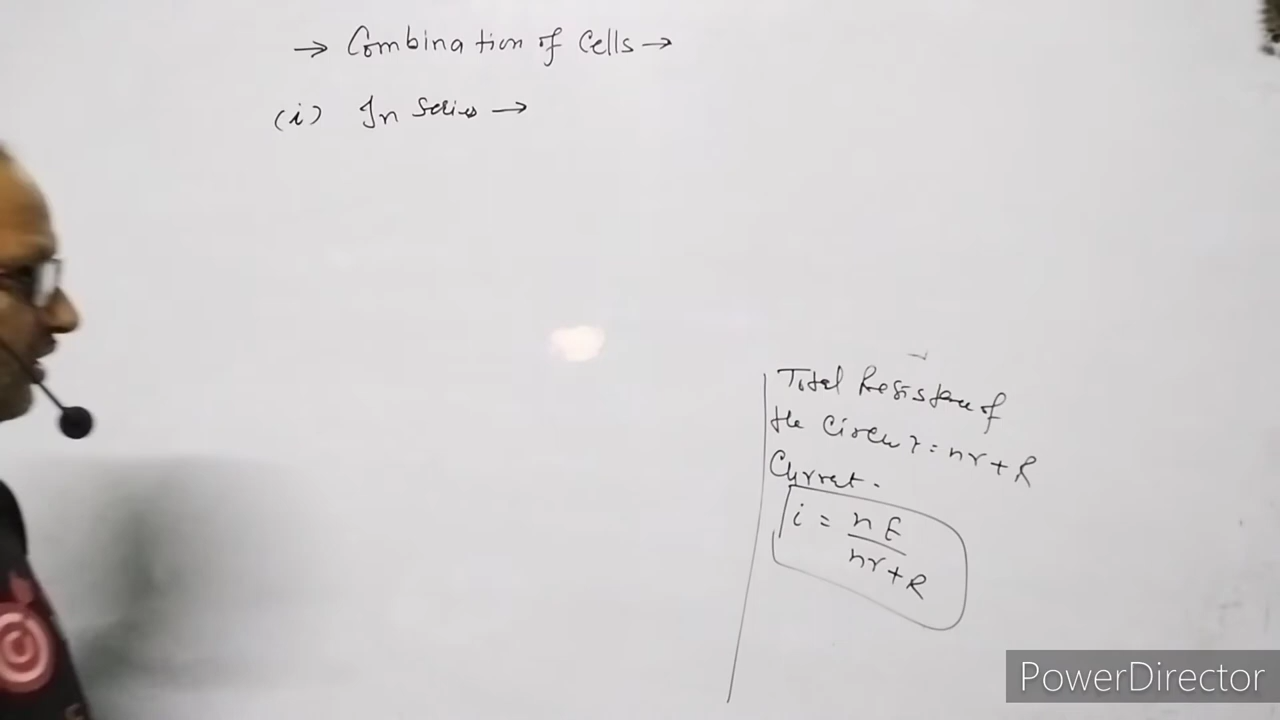 → Combination of Cells →
(i) In Series →
Total Resistance of
the Circuit = nr + R
Current.
i = nE / nr + R
PowerDirector